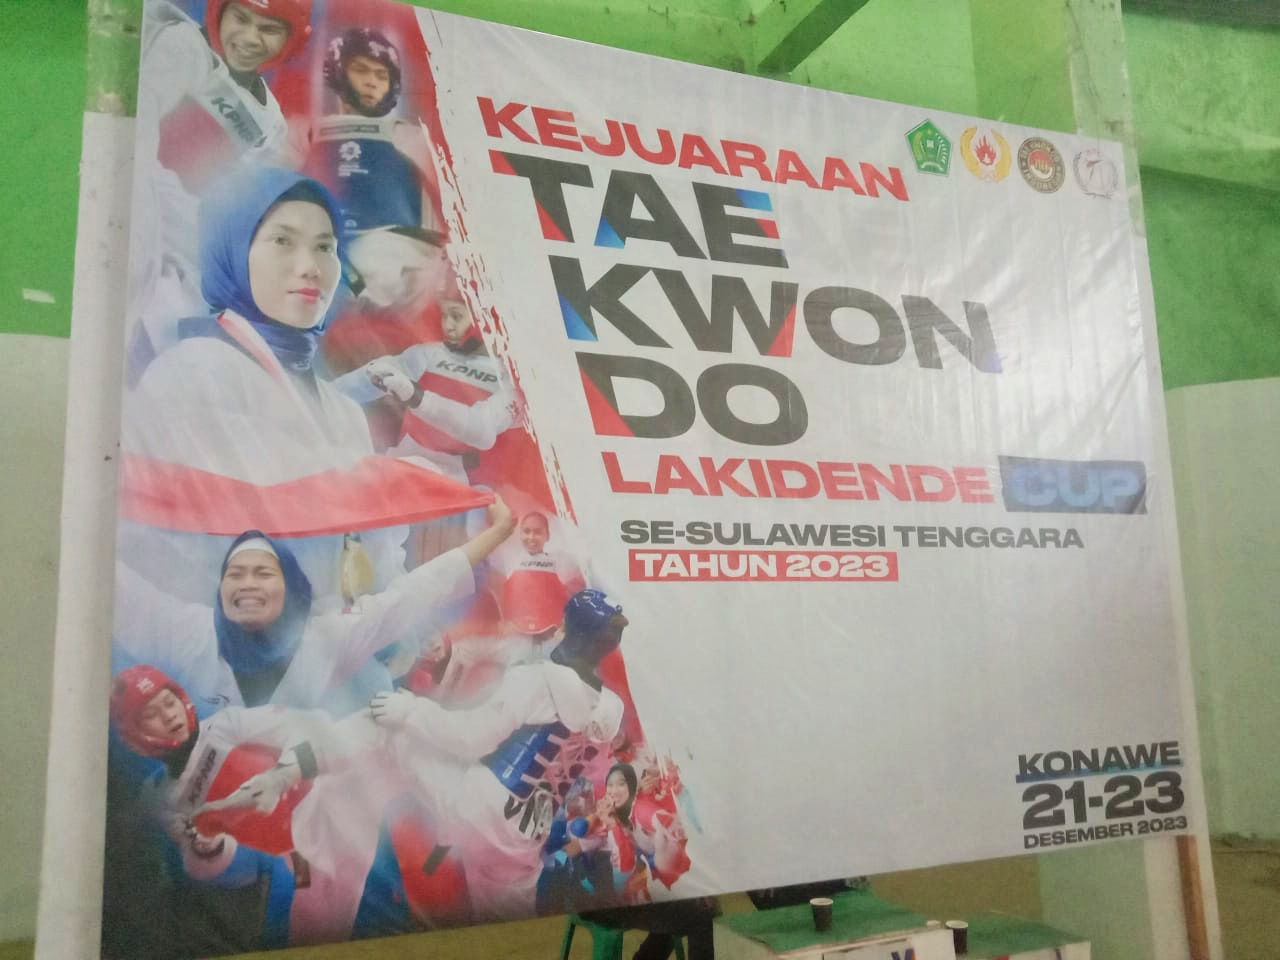 KEJUARAAN
TAE
KWON
DO
LAKIDENDE CUP
SE-SULAWESI TENGGARA
TAHUN 2023
KONAWE
21-23
DESEMBER 2023
KPNP
KPNP
KPNP
KPNP